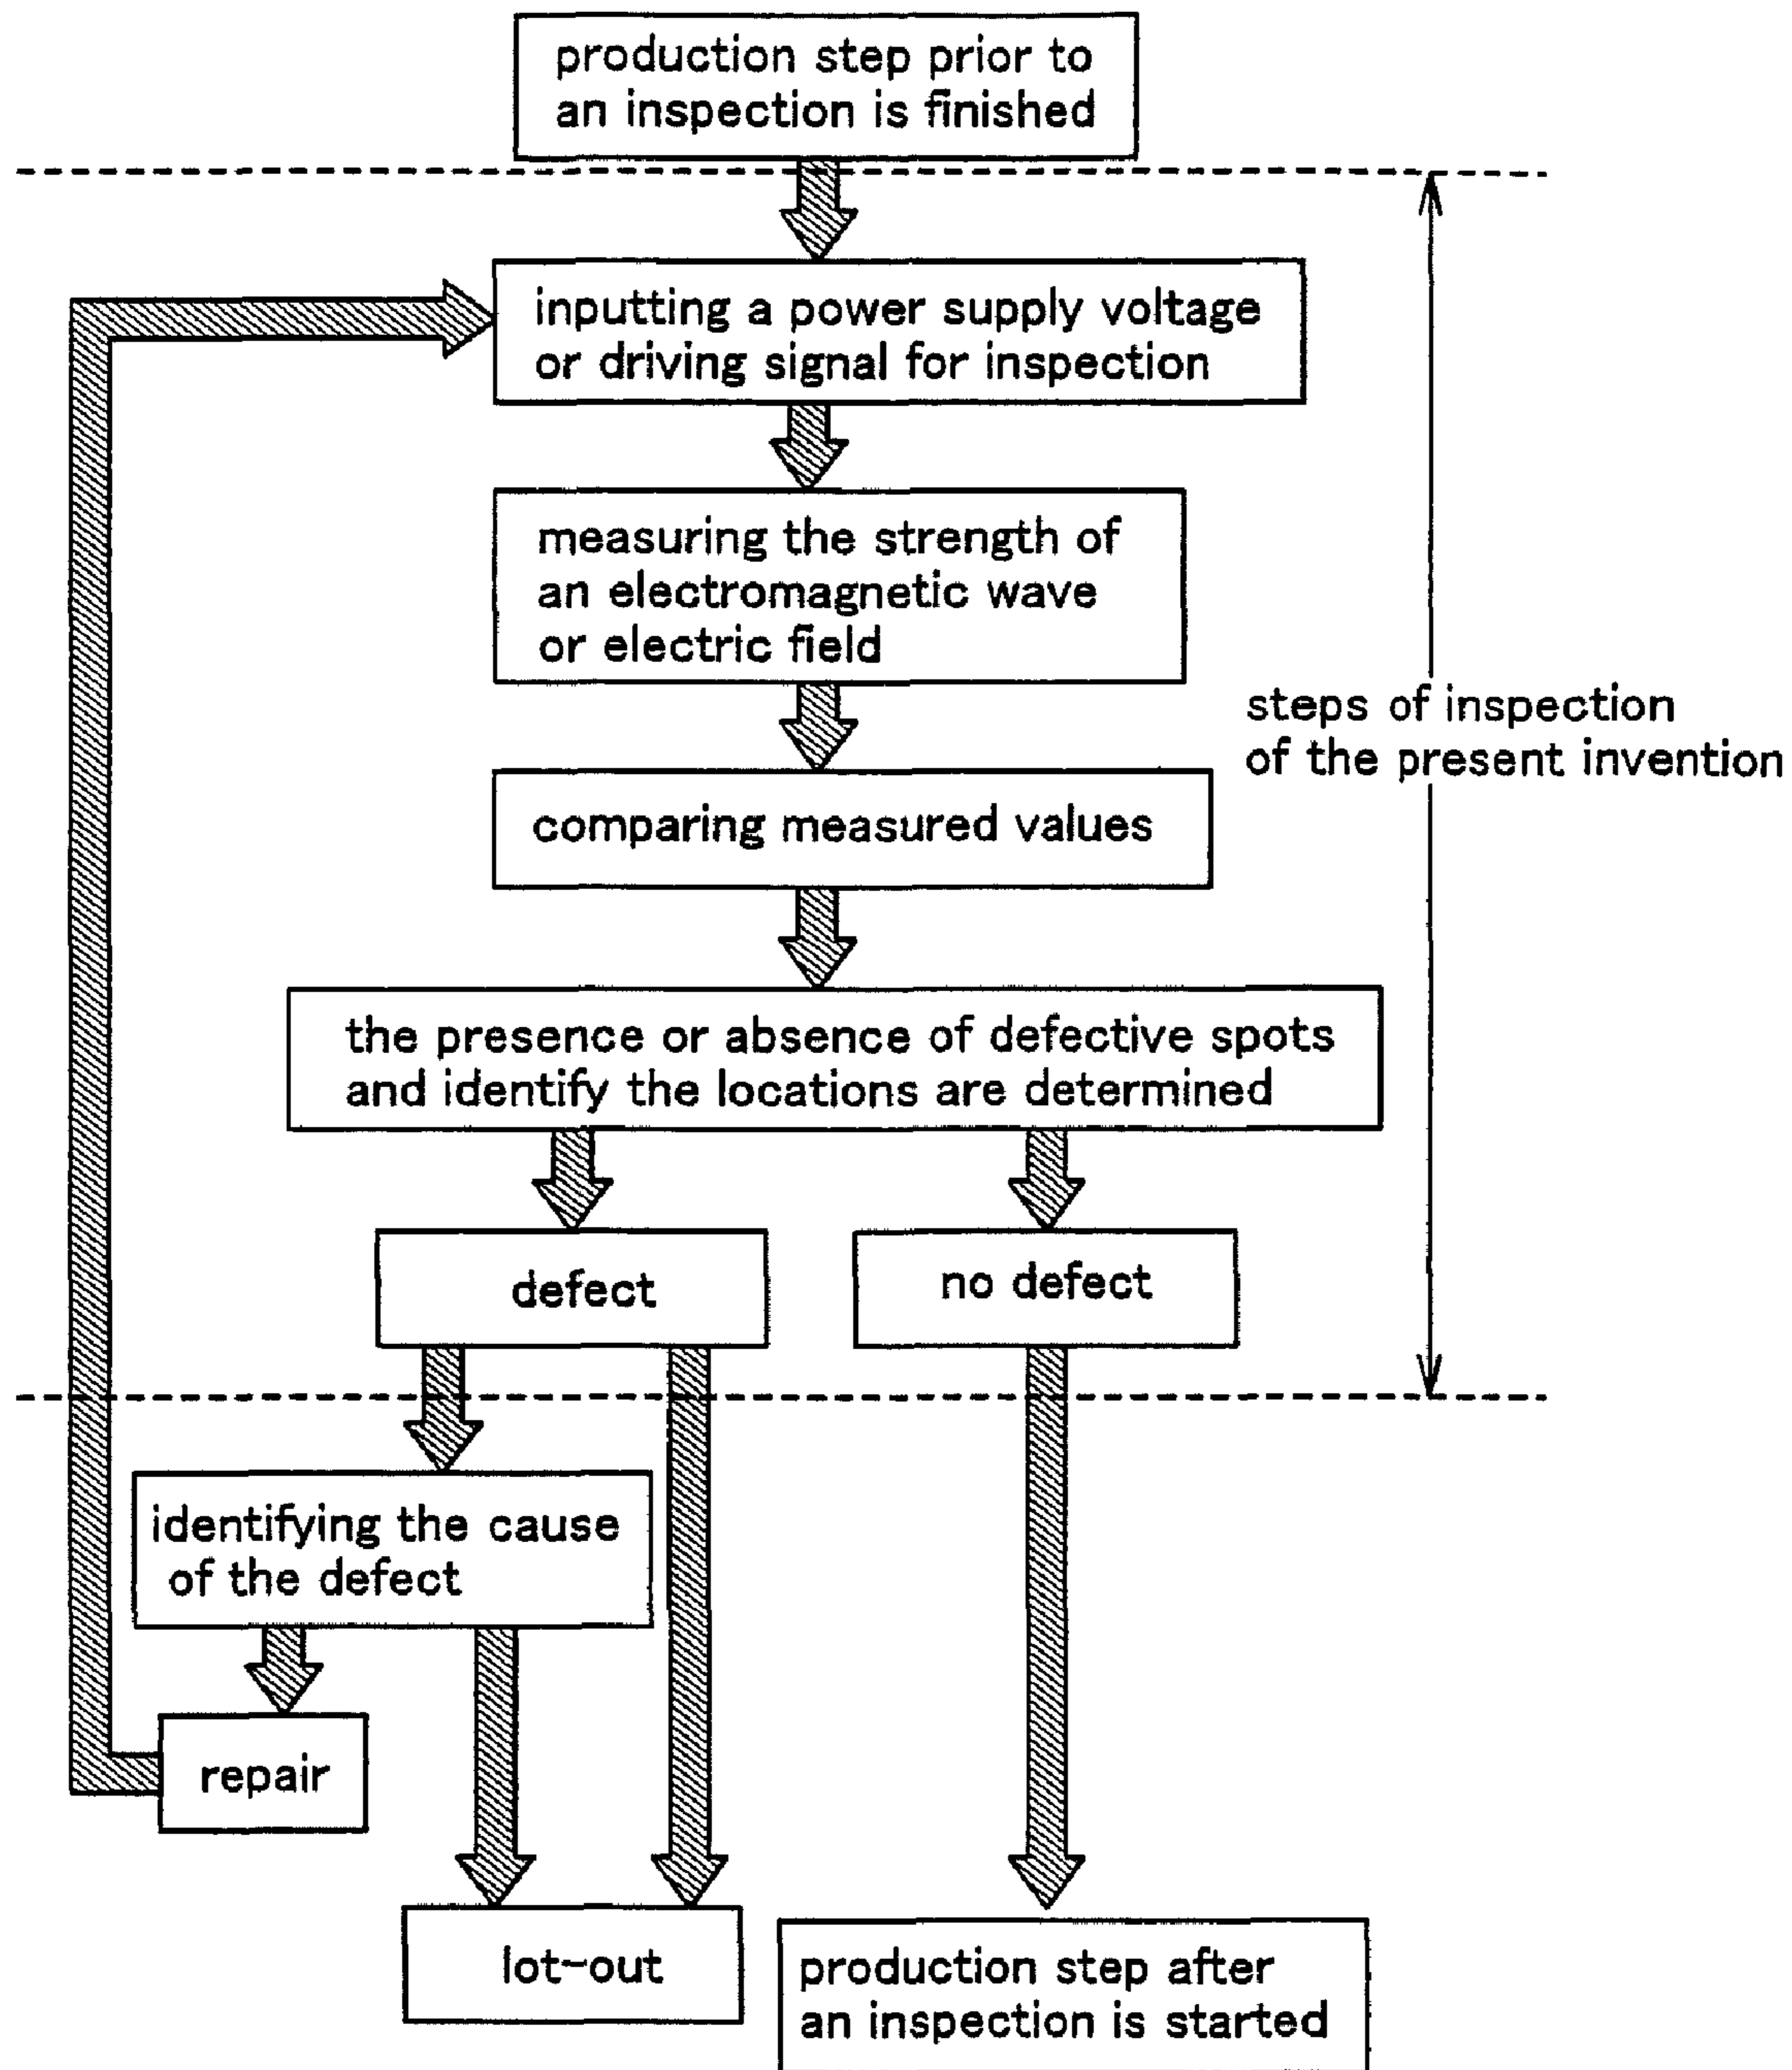 production step prior to
an inspection is finished
inputting a power supply voltage
or driving signal for inspection
measuring the strength of
an electromagnetic wave
or electric field
steps of inspection
of the present invention
comparing measured values
the presence or absence of defective spots
and identify the locations are determined
defect
no defect
identifying the cause
of the defect
repair
lot-out
production step after
an inspection is started